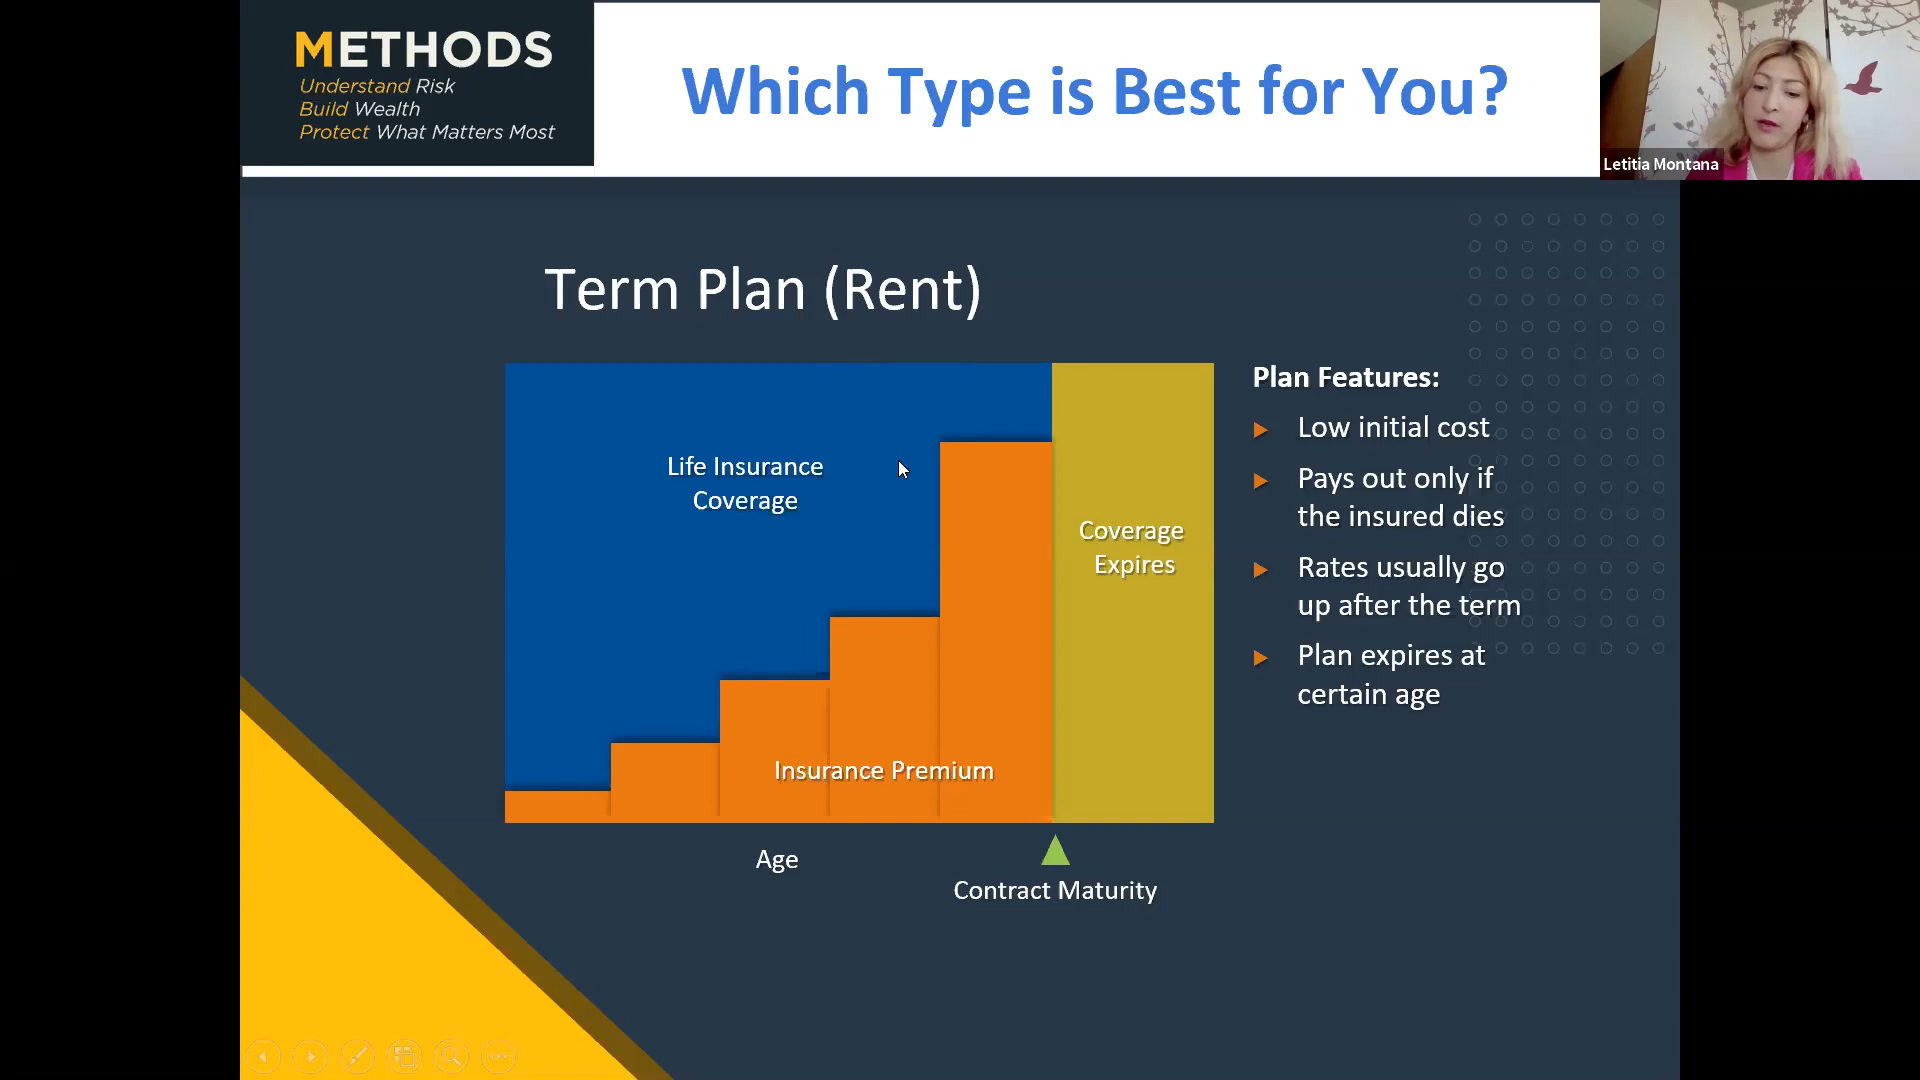 METHODS
Understand Risk
Build Wealth
Protect What Matters Most
Which Type is Best for You?
Letitia Montana
Term Plan (Rent)
Life Insurance
Coverage
Coverage
Expires
Insurance Premium
Age
Contract Maturity
Plan Features:
Low initial cost
Pays out only if
the insured dies
Rates usually go
up after the term
Plan expires at
certain age